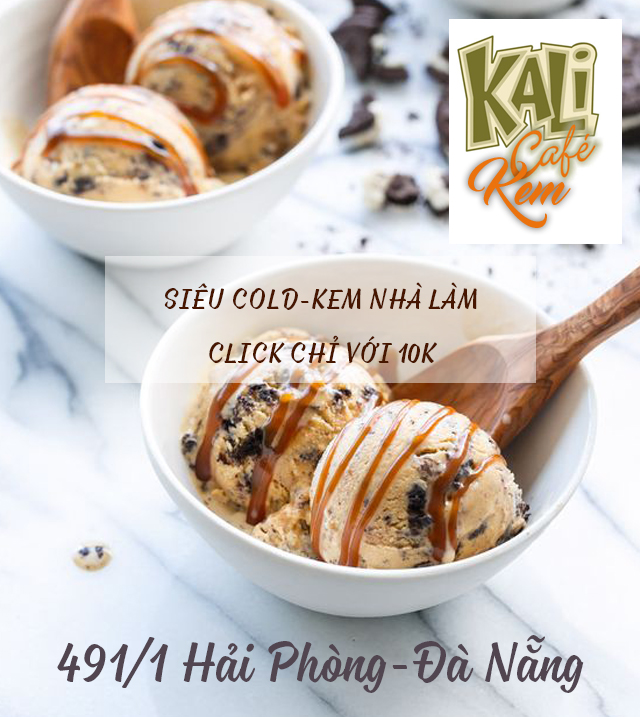 KALi
Café
Kem
SIÊU COLD-KEM NHÀ LÀM
CLICK CHỈ VỚI 10K
491/1 Hải Phòng-Đà Nẵng